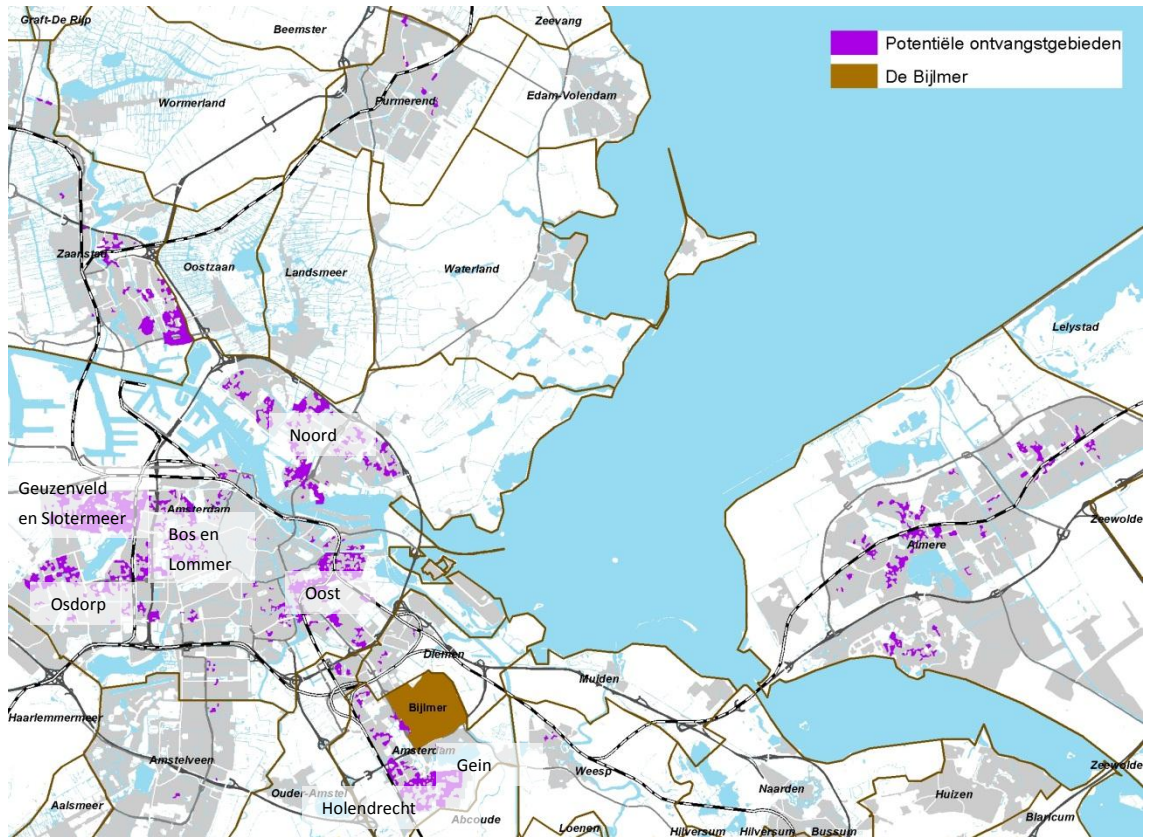 Graft-De Rijp
Beemster
Zeevang
Potentiële ontvangstgebieden
De Bijlmer
Wormerland
Purmerend
Edam-Volendam
Zaanstad
Oostzaan
Landsmeer
Waterland
Lelystad
Noord
Geuzenveld
en Slotermeer
Amsterdam
Bos en
Lommer
Zeewolde
Almere
Osdorp
Oost
Diemen
Muiden
Haarlemmermeer
Bijlmer
Amstelveen
Amsterdam
Gein
Weesp
Zeewolde
Aalsmeer
Ouder-Amstel
Holendrecht
Abcoude
Naarden
Huizen
Blaricum
Loenen
Hilversum
Hilversum
Bussum